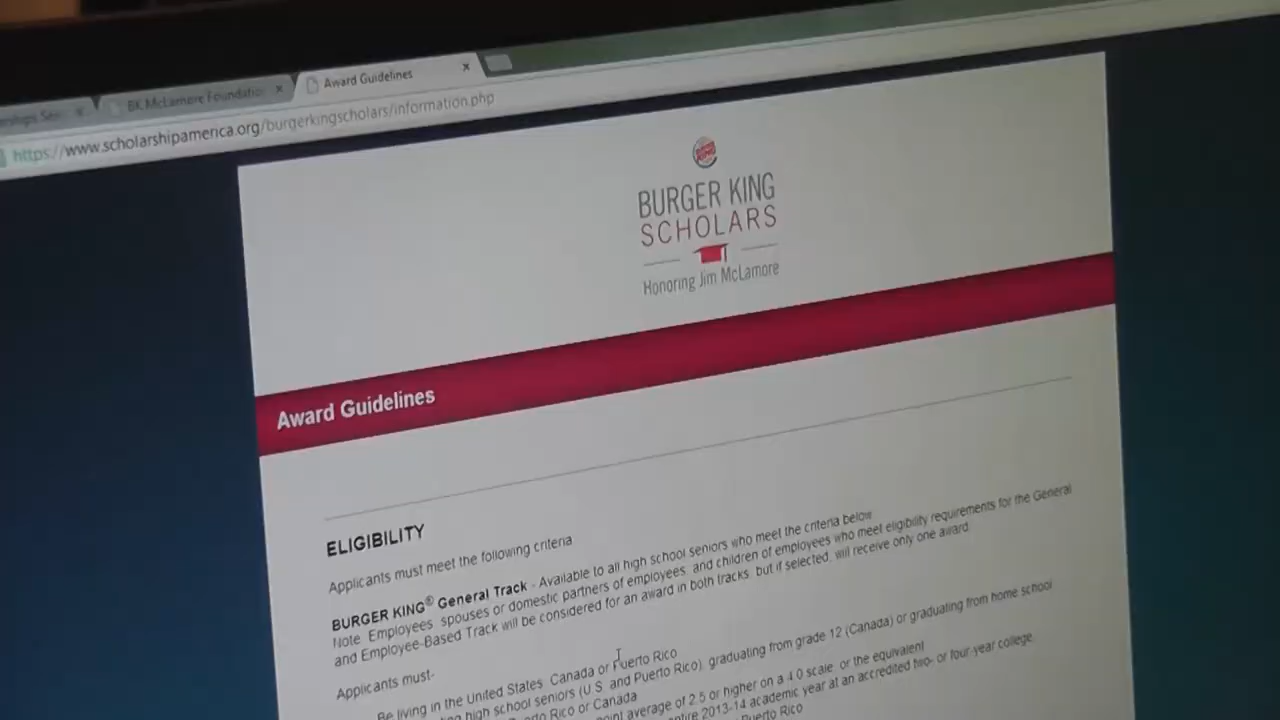 BK McLamore Foundatio
Award Guidelines
https://www.scholarshipamerica.org/burgerkingscholars/information.php
BURGER KING
SCHOLARS
Honoring Jim McLamore
Award Guidelines
ELIGIBILITY
Applicants must meet the following criteria
BURGER KING® General Track - Available to all high school seniors who meet the criteria below
Note Employees spouses or domestic partners of employees and children of employees who meet eligibility requirements for the General
and Employee-Based Track will be considered for an award in both tracks but if selected, will receive only one award.
Applicants must-
Be living in the United States Canada or Puerto Rico
high school seniors (U.S. and Puerto Rico), graduating from grade 12 (Canada) or graduating from home school
Rico or Canada
point average of 2.5 or higher on a 4.0 scale or the equivalent
entire 2013-14 academic year at an accredited two- or four-year college,
Puerto Rico